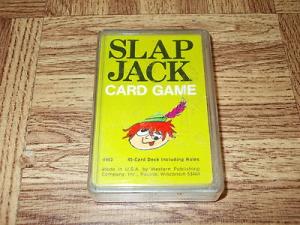 SLAP
JACK
CARD GAME
45-Card Deck Including Rules
Made in U.S.A. by Western Publishing
Company, Inc., Racine, Wisconsin 53404